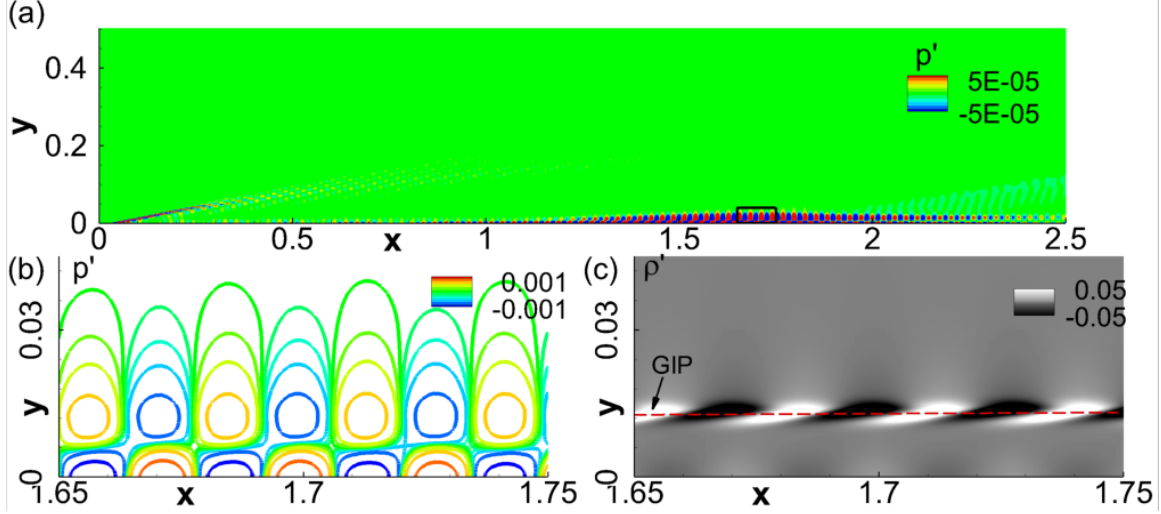 (a)
y
0.4
0.2
0
p'
5E-05
-5E-05
0 0.5 x 1 1.5 2 2.5
(b) p'
0.001
-0.001
y
0.03
0
1.65 x 1.7 1.75
(c) ρ'
0.05
-0.05
GIP
y
0.03
0
1.65 x 1.7 1.75